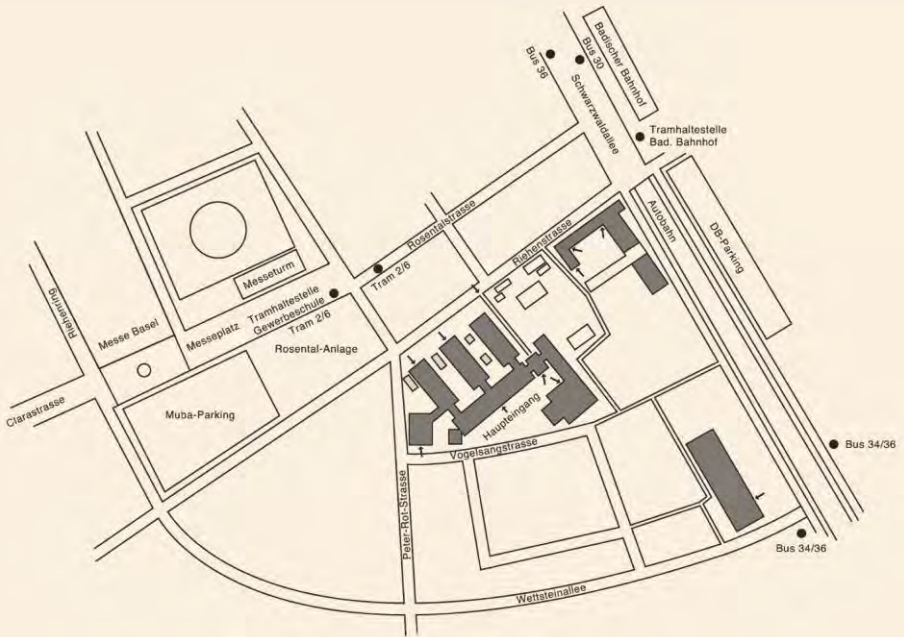 Badischer Bahnhof
Bus 30
Bus 36
Schwarzwaldallee
Tramhaltestelle
Bad. Bahnhof
Rosentalstrasse
Tram 2/6
Riehenstrasse
Autobahn
DB-Parking
Messeturm
Riehenring
Messe Basel
Messeplatz
Tramhaltestelle
Gewerbeschule
Tram 2/6
Rosental-Anlage
Clarastrasse
Muba-Parking
Haupteingang
Vogelsangstrasse
Peter-Rot-Strasse
Bus 34/36
Bus 34/36
Wettsteinallee